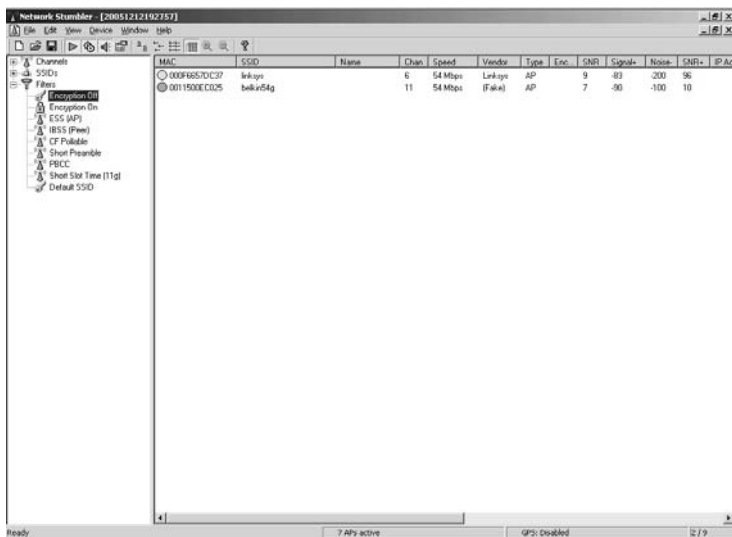 Network Stumbler - [20051212192757]
File Edit View Device Window Help
Channels
SSIDs
Filters
Encryption Off
Encryption On
ESS (AP)
IBSS (Peer)
CF Pollable
Short Preamble
PBCC
Short Slot Time (11g)
Default SSID
MAC SSID Name Chan Speed Vendor Type Enc... SNR Signal+ Noise- SNR+ IP Ac
000F6657DC37 linksys 6 54 Mbps Linksys AP 9 -83 -200 96
0011500EC025 belkin54g 11 54 Mbps (Fake) AP 7 -90 -100 10
Ready 7 APs active GPS: Disabled 2 / 9